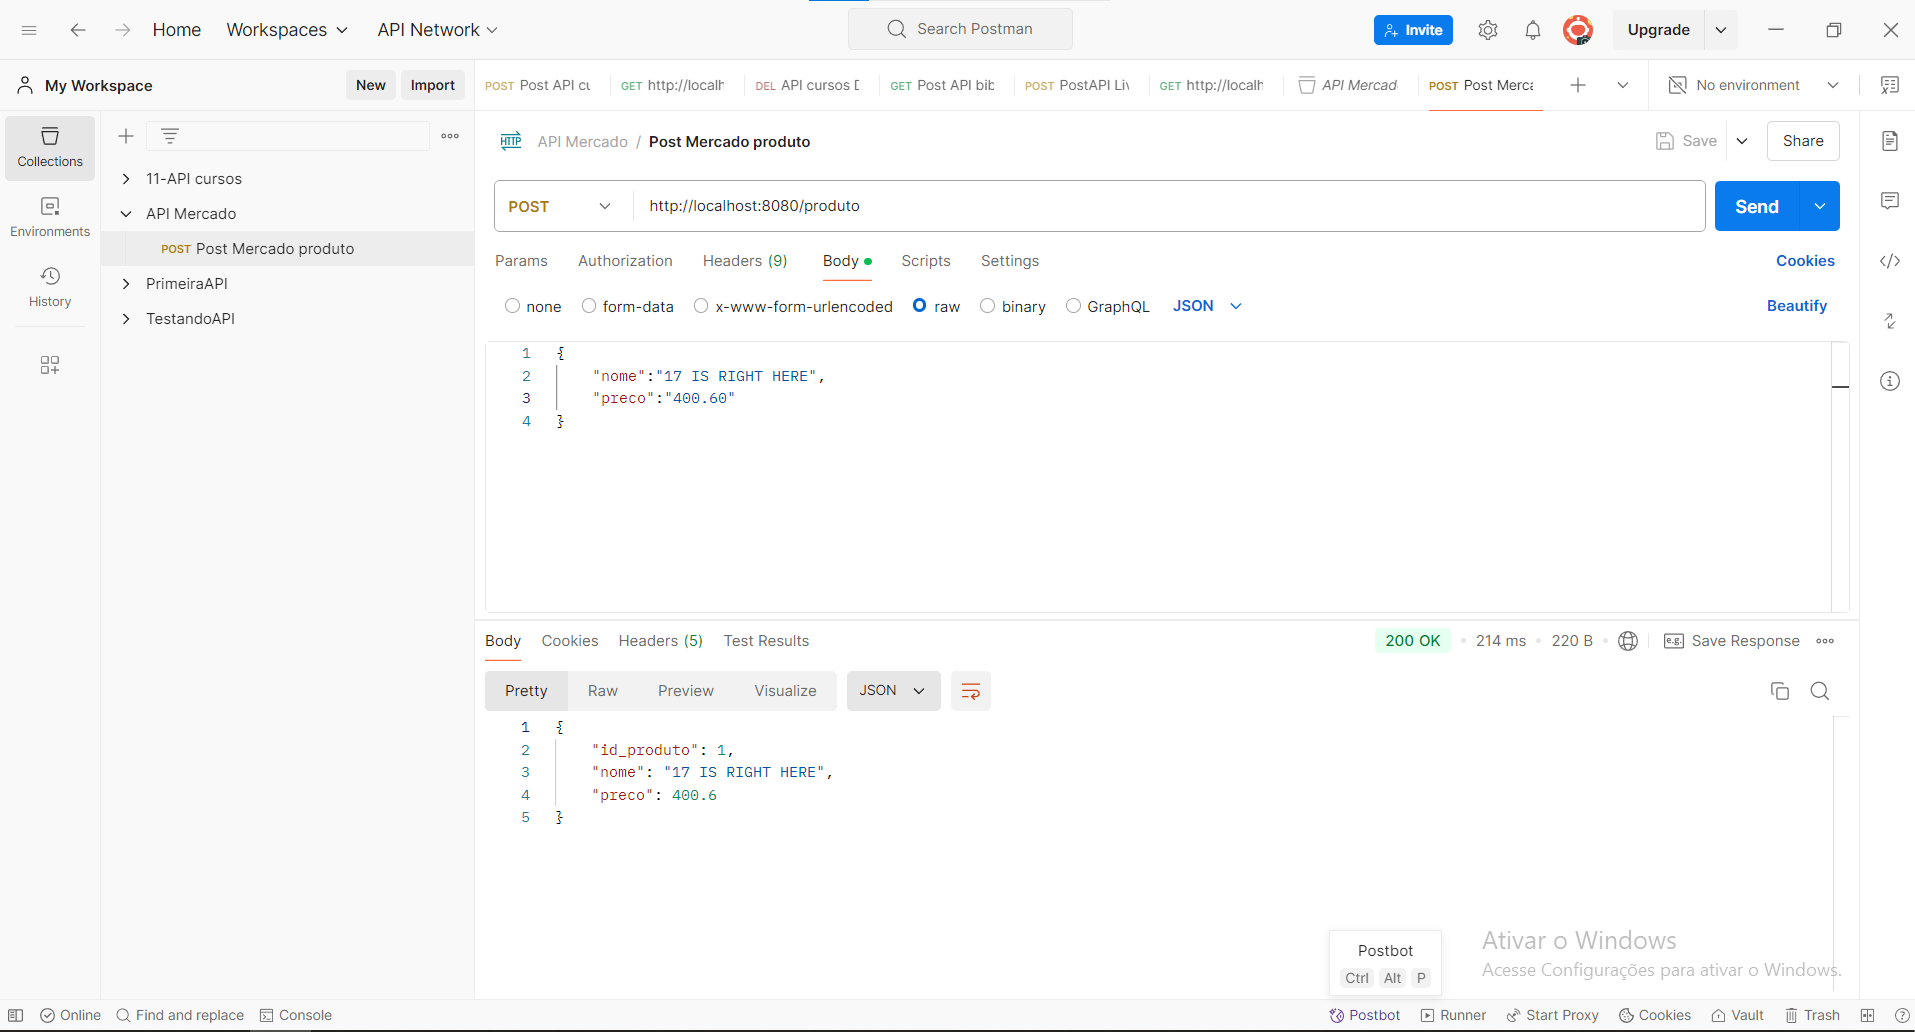 Home Workspaces API Network Search Postman Invite Upgrade
My Workspace New Import POST Post API cu GET http://localh DEL API cursos D GET Post API bib POST PostAPI Liv GET http://localh API Mercad POST Post Merca No environment
Collections
Environments
History
11-API cursos
API Mercado
POST Post Mercado produto
PrimeiraAPI
TestandoAPI
HTTP API Mercado / Post Mercado produto Save Share
POST http://localhost:8080/produto Send
Params Authorization Headers (9) Body Scripts Settings Cookies
none form-data x-www-form-urlencoded raw binary GraphQL JSON Beautify
1 {
2 "nome":"17 IS RIGHT HERE",
3 "preco":"400.60"
4 }
Body Cookies Headers (5) Test Results 200 OK 214 ms 220 B e.g. Save Response
Pretty Raw Preview Visualize JSON
1 {
2 "id_produto": 1,
3 "nome": "17 IS RIGHT HERE",
4 "preco": 400.6
5 }
Postbot
Ctrl Alt P
Ativar o Windows
Acesse Configurações para ativar o Windows.
Online Find and replace Console Postbot Runner Start Proxy Cookies Vault Trash